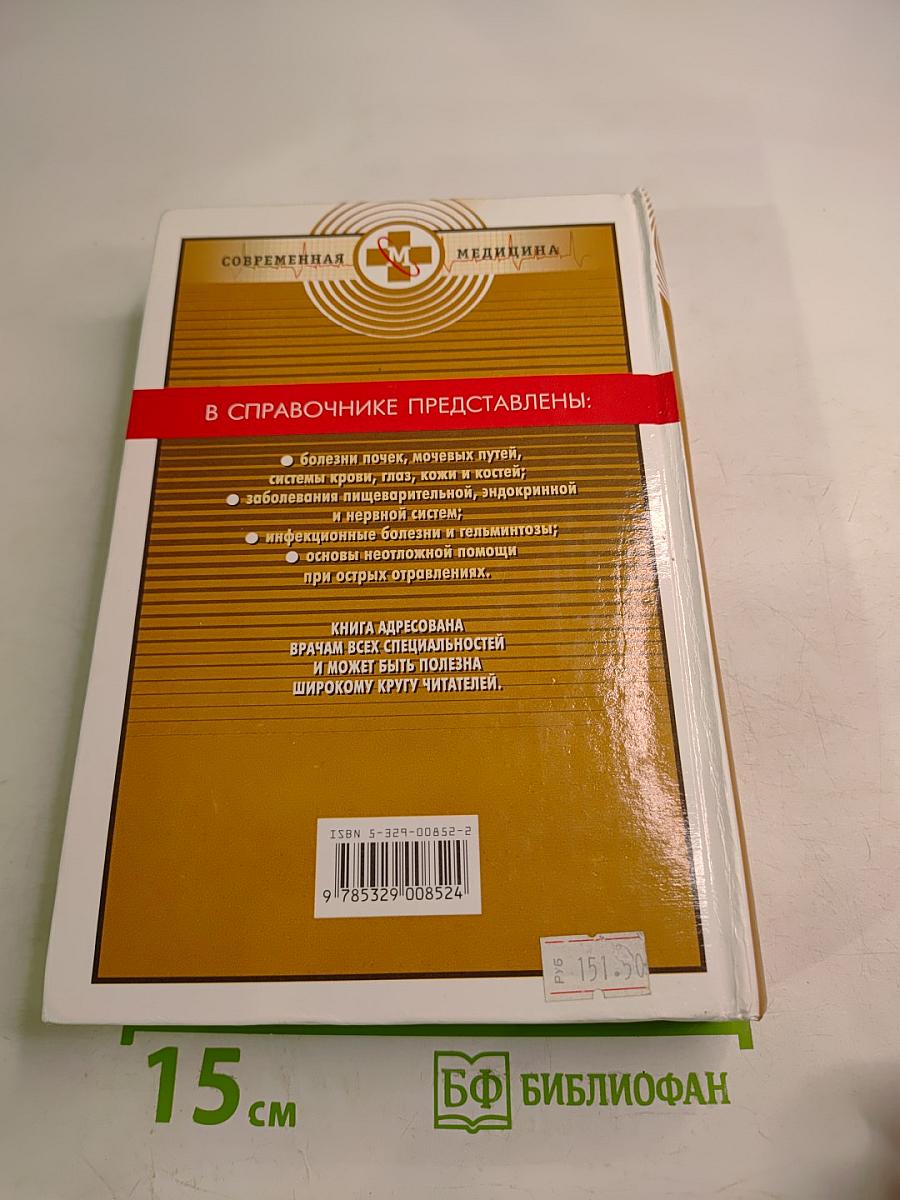 СОВРЕМЕННАЯ М МЕДИЦИНА
В СПРАВОЧНИКЕ ПРЕДСТАВЛЕНЫ:
● болезни почек, мочевых путей,
системы крови, глаз, кожи и костей;
● заболевания пищеварительной, эндокринной
и нервной систем;
● инфекционные болезни и гельминтозы;
● основы неотложной помощи
при острых отравлениях.
КНИГА АДРЕСОВАНА
ВРАЧАМ ВСЕХ СПЕЦИАЛЬНОСТЕЙ
И МОЖЕТ БЫТЬ ПОЛЕЗНА
ШИРОКОМУ КРУГУ ЧИТАТЕЛЕЙ.
ISBN 5-329-00852-2
9 785329 008524
РУБ 151.50
15 см
БФ БИБЛИОФАН